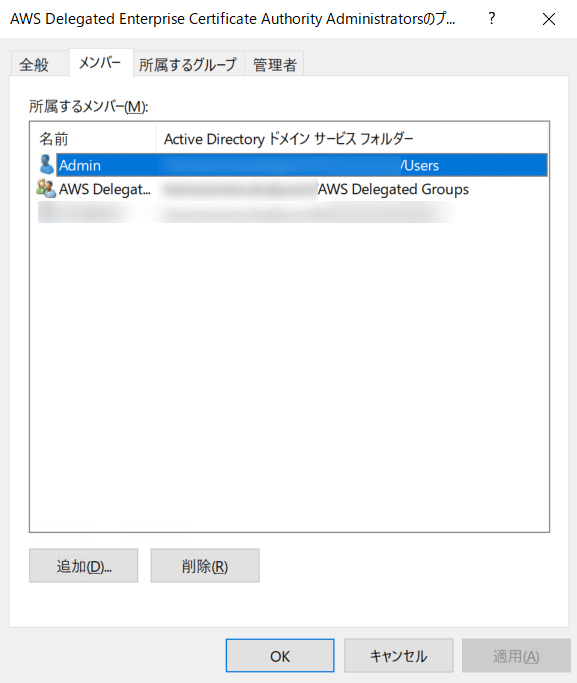 AWS Delegated Enterprise Certificate Authority Administratorsのプ... ? ×
全般 メンバー 所属するグループ 管理者
所属するメンバー(M):
名前 Active Directory ドメイン サービス フォルダー
Admin /Users
AWS Delegat... AWS Delegated Groups
追加(D)... 削除(R)
OK キャンセル 適用(A)